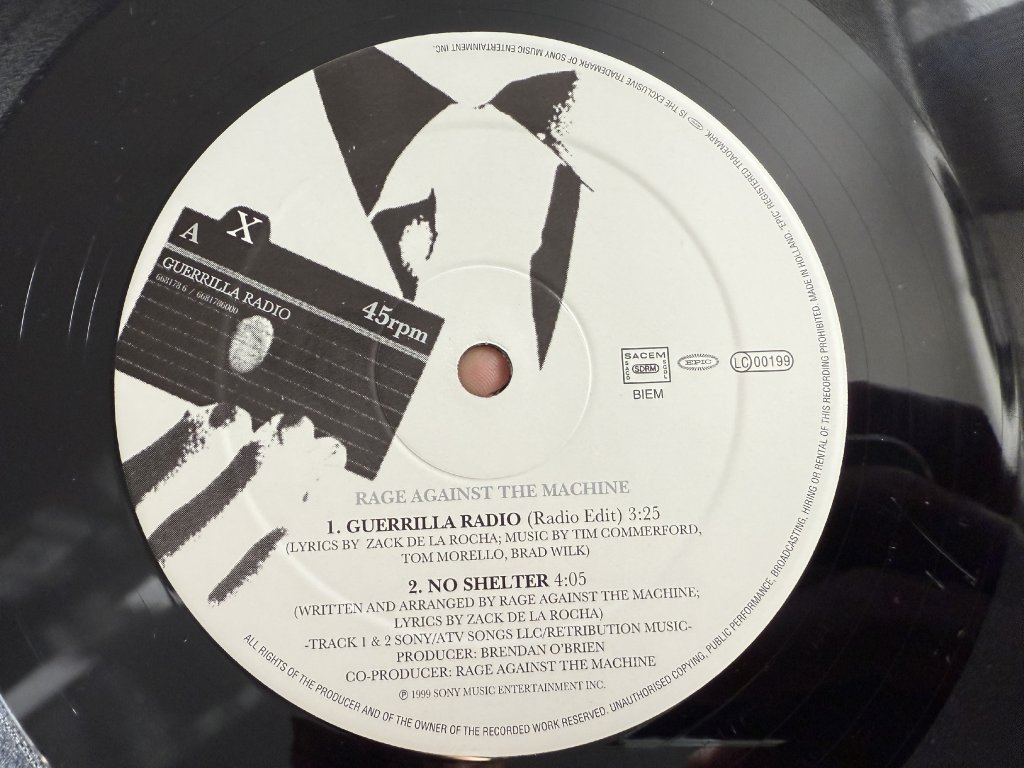 A X
GUERRILLA RADIO
668178 6 / 6681786000
45rpm
SACEM
SACD SDRM SGDL
BIEM
EPIC
LC 00199
RAGE AGAINST THE MACHINE
1. GUERRILLA RADIO (Radio Edit) 3:25
(LYRICS BY ZACK DE LA ROCHA; MUSIC BY TIM COMMERFORD,
TOM MORELLO, BRAD WILK)
2. NO SHELTER 4:05
(WRITTEN AND ARRANGED BY RAGE AGAINST THE MACHINE;
LYRICS BY ZACK DE LA ROCHA)
-TRACK 1 & 2 SONY/ATV SONGS LLC/RETRIBUTION MUSIC-
PRODUCER: BRENDAN O'BRIEN
CO-PRODUCER: RAGE AGAINST THE MACHINE
℗ 1999 SONY MUSIC ENTERTAINMENT INC.
ALL RIGHTS OF THE PRODUCER AND OF THE OWNER OF THE RECORDED WORK RESERVED. UNAUTHORISED COPYING, PUBLIC PERFORMANCE, BROADCASTING, HIRING OR RENTAL OF THIS RECORDING PROHIBITED. MADE IN HOLLAND. 'EPIC' REGISTERED TRADEMARK. EPIC IS THE EXCLUSIVE TRADEMARK OF SONY MUSIC ENTERTAINMENT INC.